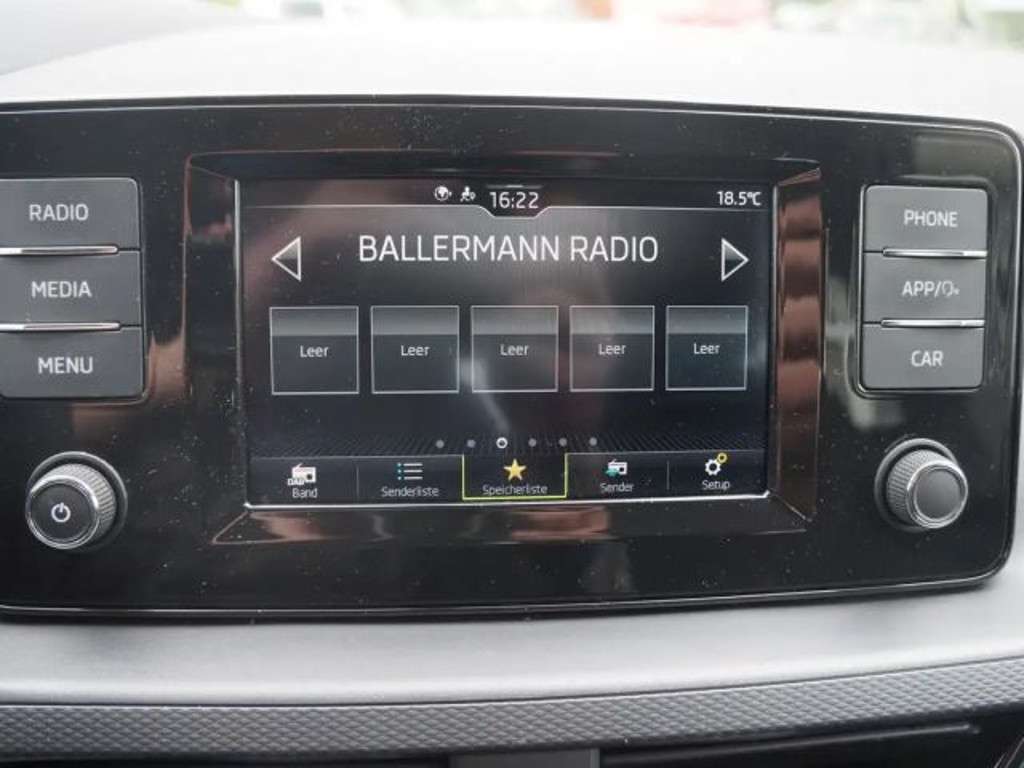 16:22
18.5°C
BALLERMANN RADIO
Leer
Leer
Leer
Leer
Leer
DAB
Band
Senderliste
Speicherliste
Sender
Setup
RADIO
MEDIA
MENU
PHONE
APP/
CAR